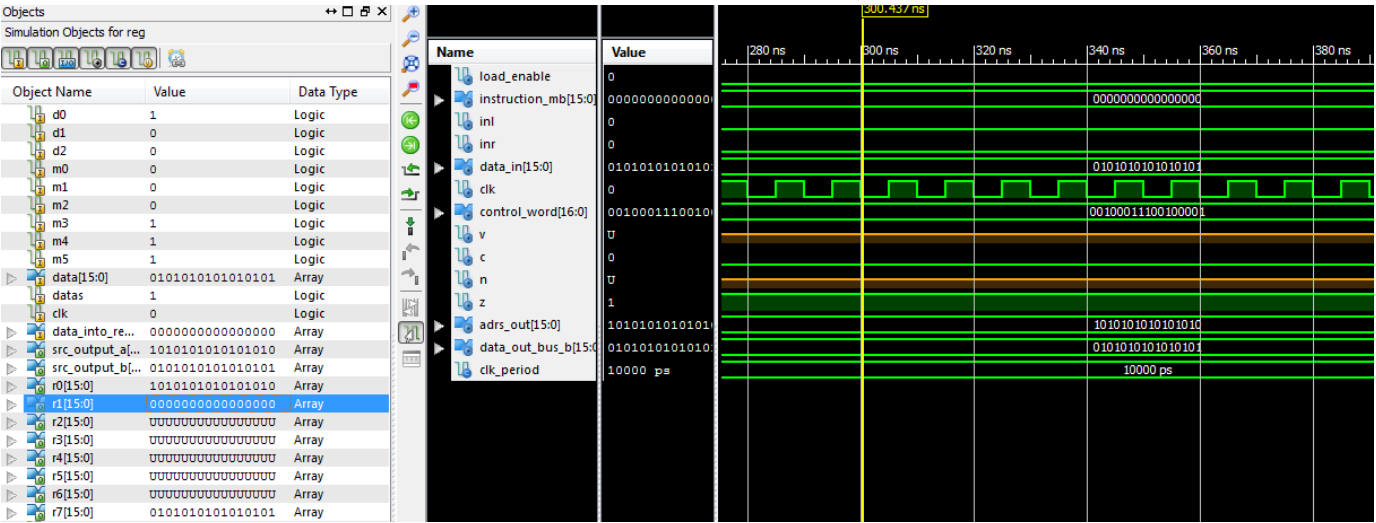 Objects
Simulation Objects for reg
Object Name Value Data Type
d0 1 Logic
d1 0 Logic
d2 0 Logic
m0 0 Logic
m1 0 Logic
m2 0 Logic
m3 1 Logic
m4 1 Logic
m5 1 Logic
data[15:0] 0101010101010101 Array
datas 1 Logic
clk 0 Logic
data_into_re... 0000000000000000 Array
src_output_a[... 1010101010101010 Array
src_output_b[... 0101010101010101 Array
r0[15:0] 1010101010101010 Array
r1[15:0] 0000000000000000 Array
r2[15:0] UUUUUUUUUUUUUUUU Array
r3[15:0] UUUUUUUUUUUUUUUU Array
r4[15:0] UUUUUUUUUUUUUUUU Array
r5[15:0] UUUUUUUUUUUUUUUU Array
r6[15:0] UUUUUUUUUUUUUUUU Array
r7[15:0] 0101010101010101 Array
300.437 ns
Name Value
280 ns 300 ns 320 ns 340 ns 360 ns 380 ns
load_enable 0
instruction_mb[15:0] 00000000000000 0000000000000000
inl 0
inr 0
data_in[15:0] 01010101010101 0101010101010101
clk 0
control_word[16:0] 00100011100100 00100011100100001
v U
c 0
n U
z 1
adrs_out[15:0] 10101010101010 1010101010101010
data_out_bus_b[15:0 01010101010101 0101010101010101
clk_period 10000 ps 10000 ps